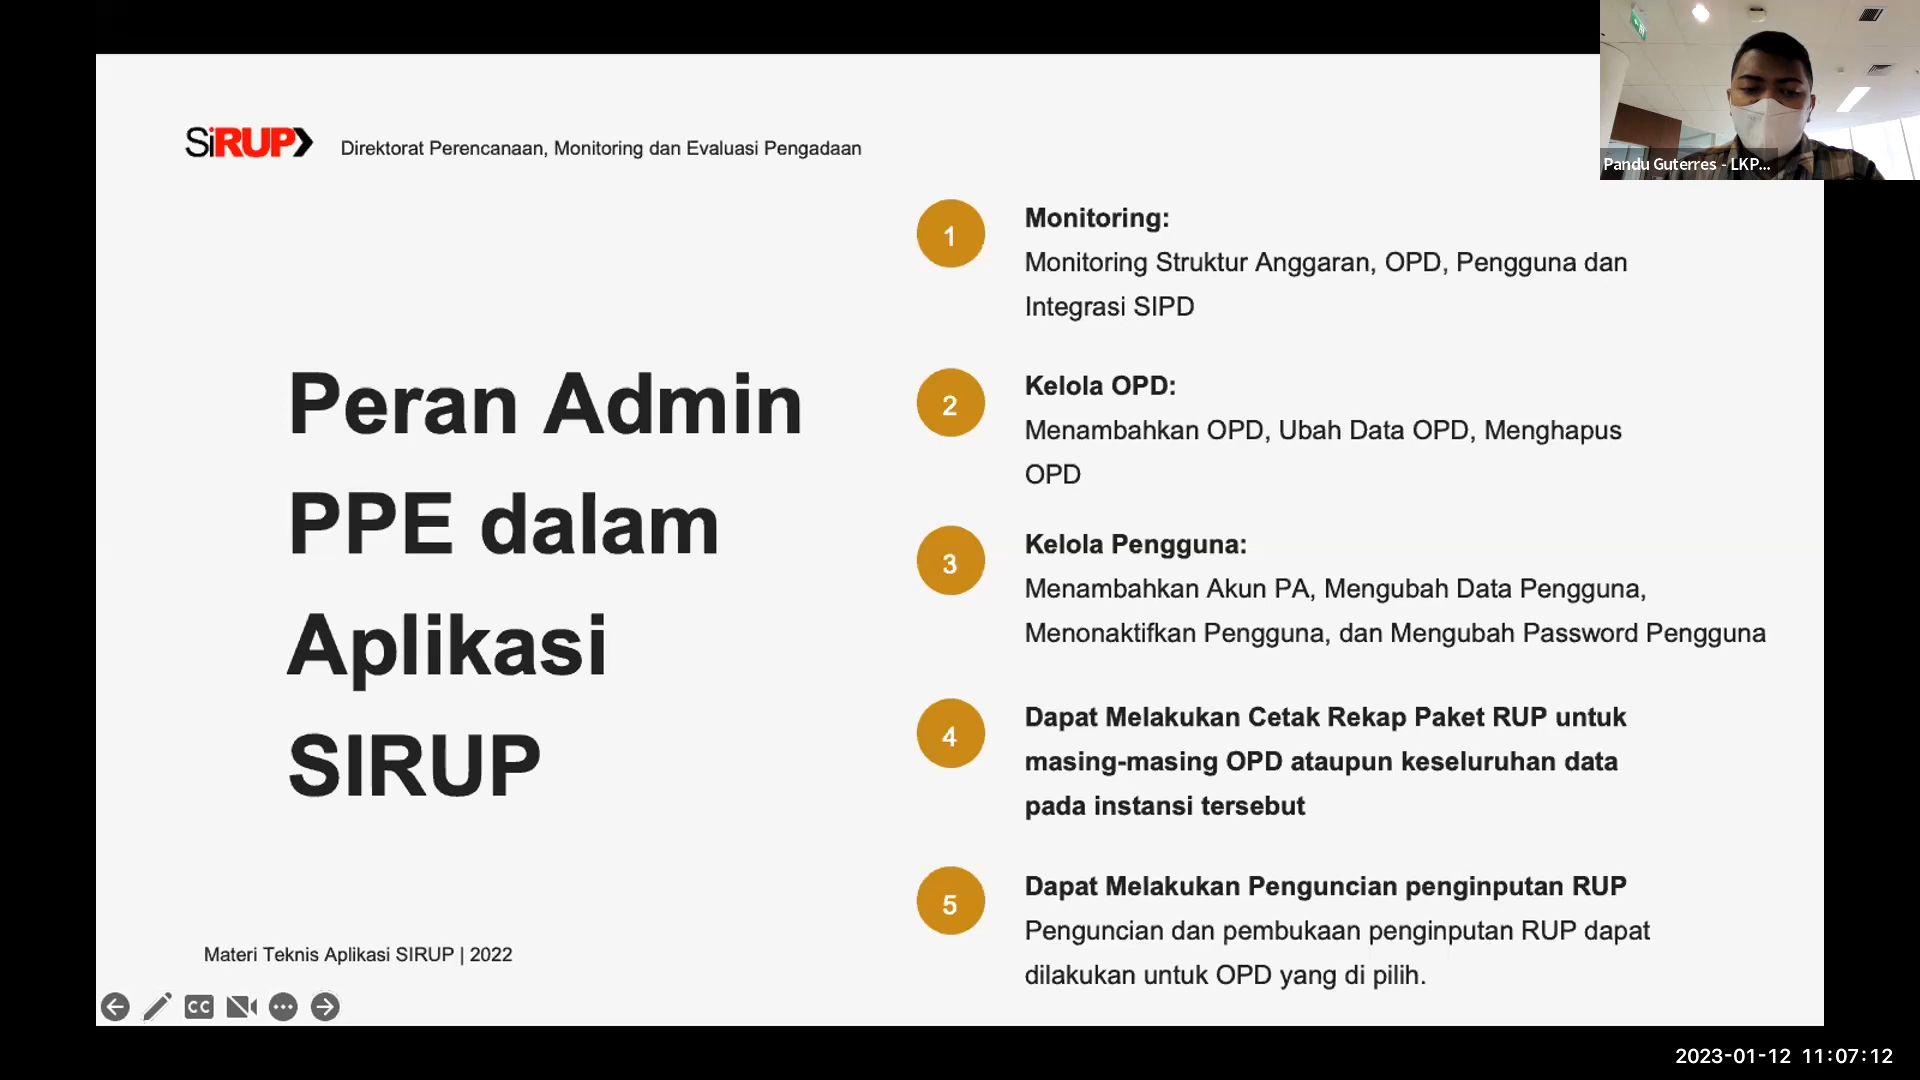 SiRUP
Direktorat Perencanaan, Monitoring dan Evaluasi Pengadaan
Peran Admin
PPE dalam
Aplikasi
SIRUP
1
Monitoring:
Monitoring Struktur Anggaran, OPD, Pengguna dan
Integrasi SIPD
2
Kelola OPD:
Menambahkan OPD, Ubah Data OPD, Menghapus
OPD
3
Kelola Pengguna:
Menambahkan Akun PA, Mengubah Data Pengguna,
Menonaktifkan Pengguna, dan Mengubah Password Pengguna
4
Dapat Melakukan Cetak Rekap Paket RUP untuk
masing-masing OPD ataupun keseluruhan data
pada instansi tersebut
5
Dapat Melakukan Penguncian penginputan RUP
Penguncian dan pembukaan penginputan RUP dapat
dilakukan untuk OPD yang di pilih.
Materi Teknis Aplikasi SIRUP | 2022
CC
Pandu Guterres - LKP...
2023-01-12 11:07:12